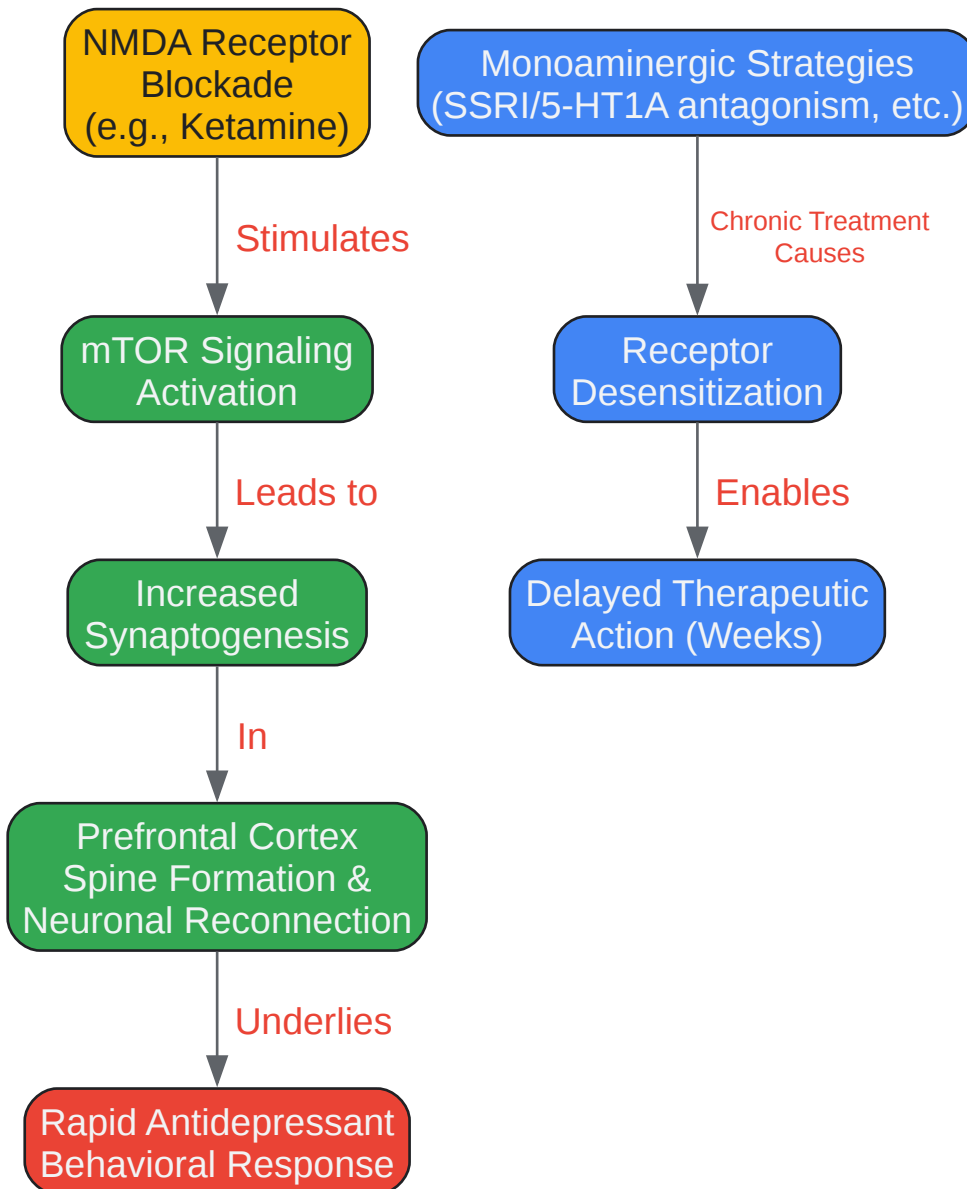 NMDA Receptor
Blockade
(e.g., Ketamine)
Stimulates
mTOR Signaling
Activation
Leads to
Increased
Synaptogenesis
In
Prefrontal Cortex
Spine Formation &
Neuronal Reconnection
Underlies
Rapid Antidepressant
Behavioral Response
Monoaminergic Strategies
(SSRI/5-HT1A antagonism, etc.)
Chronic Treatment
Causes
Receptor
Desensitization
Enables
Delayed Therapeutic
Action (Weeks)